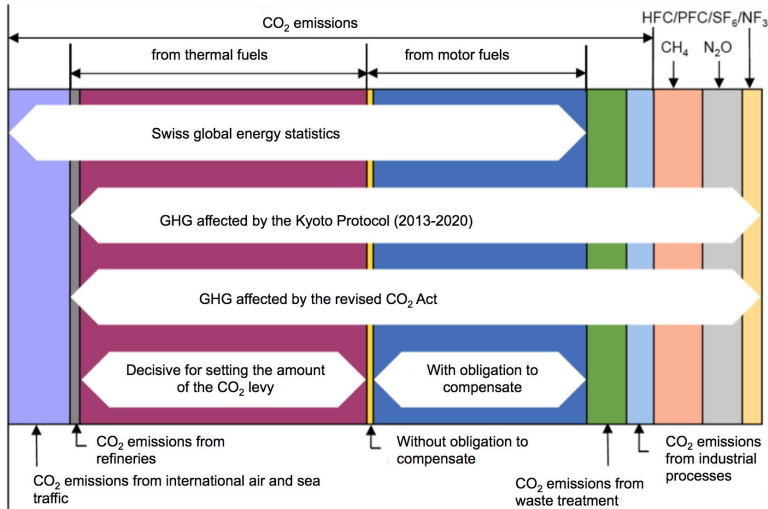 HFC/PFC/SF6/NF3
CO2 emissions
from thermal fuels
from motor fuels
CH4
N2O
Swiss global energy statistics
GHG affected by the Kyoto Protocol (2013-2020)
GHG affected by the revised CO2 Act
Decisive for setting the amount
of the CO2 levy
With obligation to
compensate
CO2 emissions from
refineries
Without obligation to
compensate
CO2 emissions
from industrial
processes
CO2 emissions from international air and sea
traffic
CO2 emissions from
waste treatment